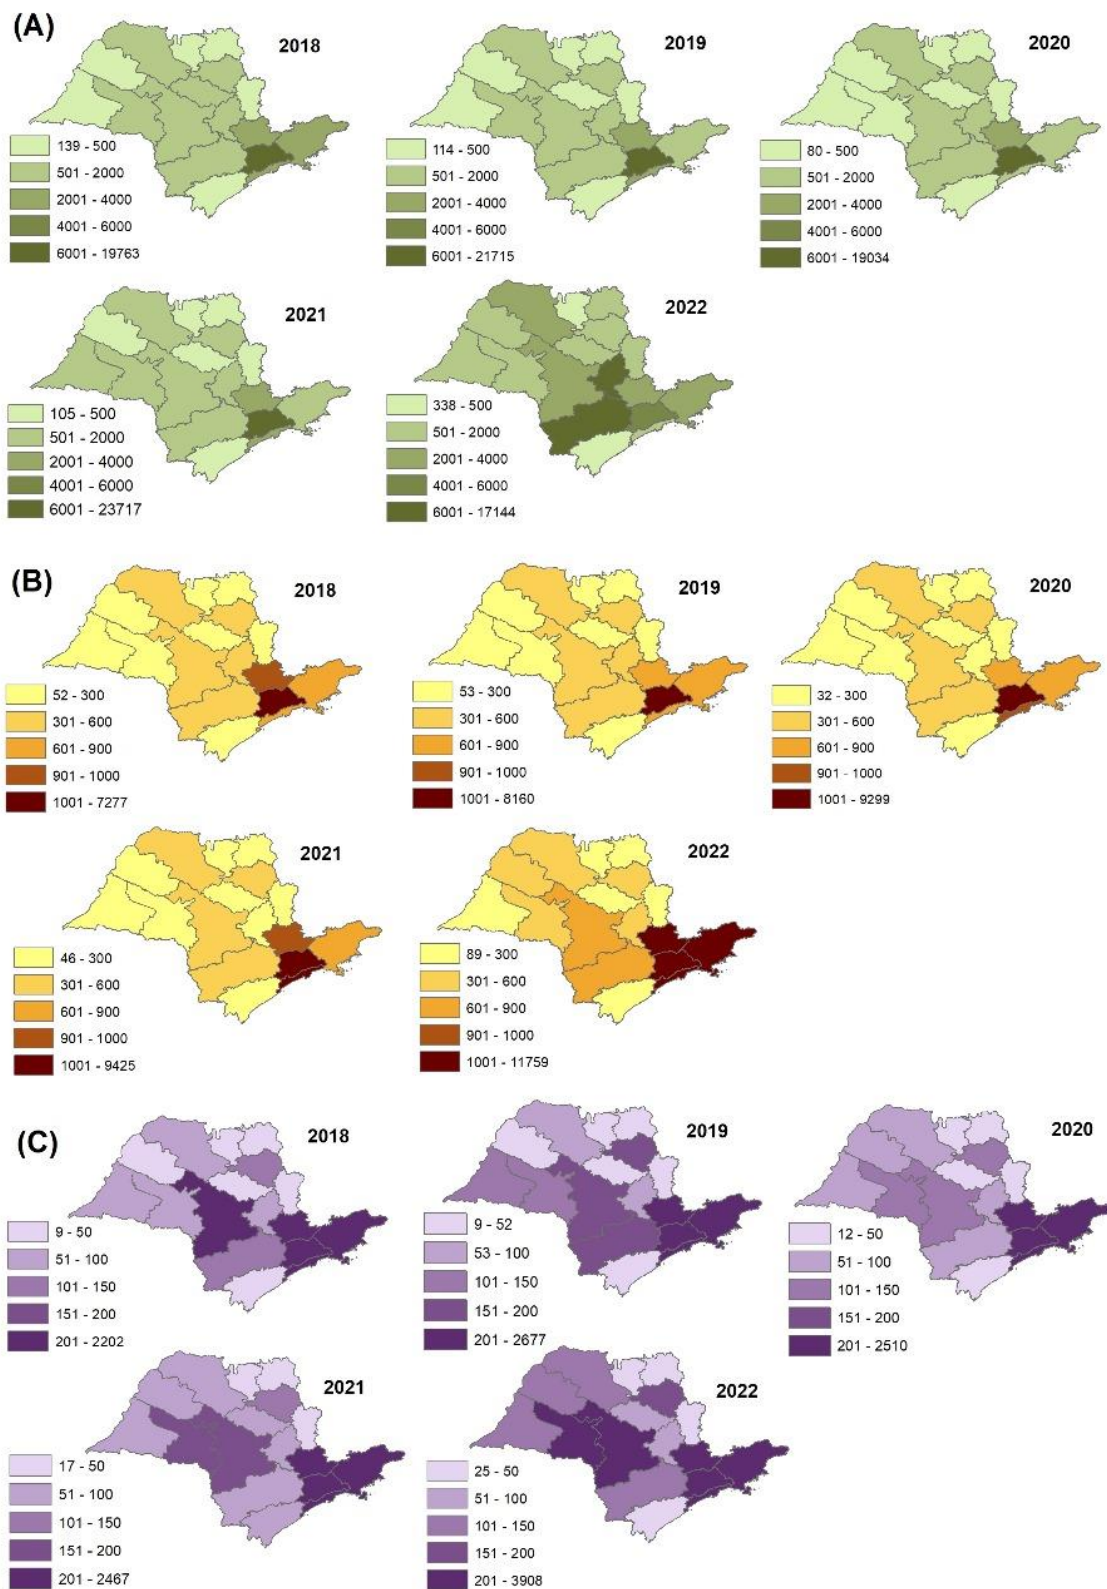 (A)
2018
139 - 500
501 - 2000
2001 - 4000
4001 - 6000
6001 - 19763
2019
114 - 500
501 - 2000
2001 - 4000
4001 - 6000
6001 - 21715
2020
80 - 500
501 - 2000
2001 - 4000
4001 - 6000
6001 - 19034
2021
105 - 500
501 - 2000
2001 - 4000
4001 - 6000
6001 - 23717
2022
338 - 500
501 - 2000
2001 - 4000
4001 - 6000
6001 - 17144
(B)
2018
52 - 300
301 - 600
601 - 900
901 - 1000
1001 - 7277
2019
53 - 300
301 - 600
601 - 900
901 - 1000
1001 - 8160
2020
32 - 300
301 - 600
601 - 900
901 - 1000
1001 - 9299
2021
46 - 300
301 - 600
601 - 900
901 - 1000
1001 - 9425
2022
89 - 300
301 - 600
601 - 900
901 - 1000
1001 - 11759
(C)
2018
9 - 50
51 - 100
101 - 150
151 - 200
201 - 2202
2019
9 - 52
53 - 100
101 - 150
151 - 200
201 - 2677
2020
12 - 50
51 - 100
101 - 150
151 - 200
201 - 2510
2021
17 - 50
51 - 100
101 - 150
151 - 200
201 - 2467
2022
25 - 50
51 - 100
101 - 150
151 - 200
201 - 3908